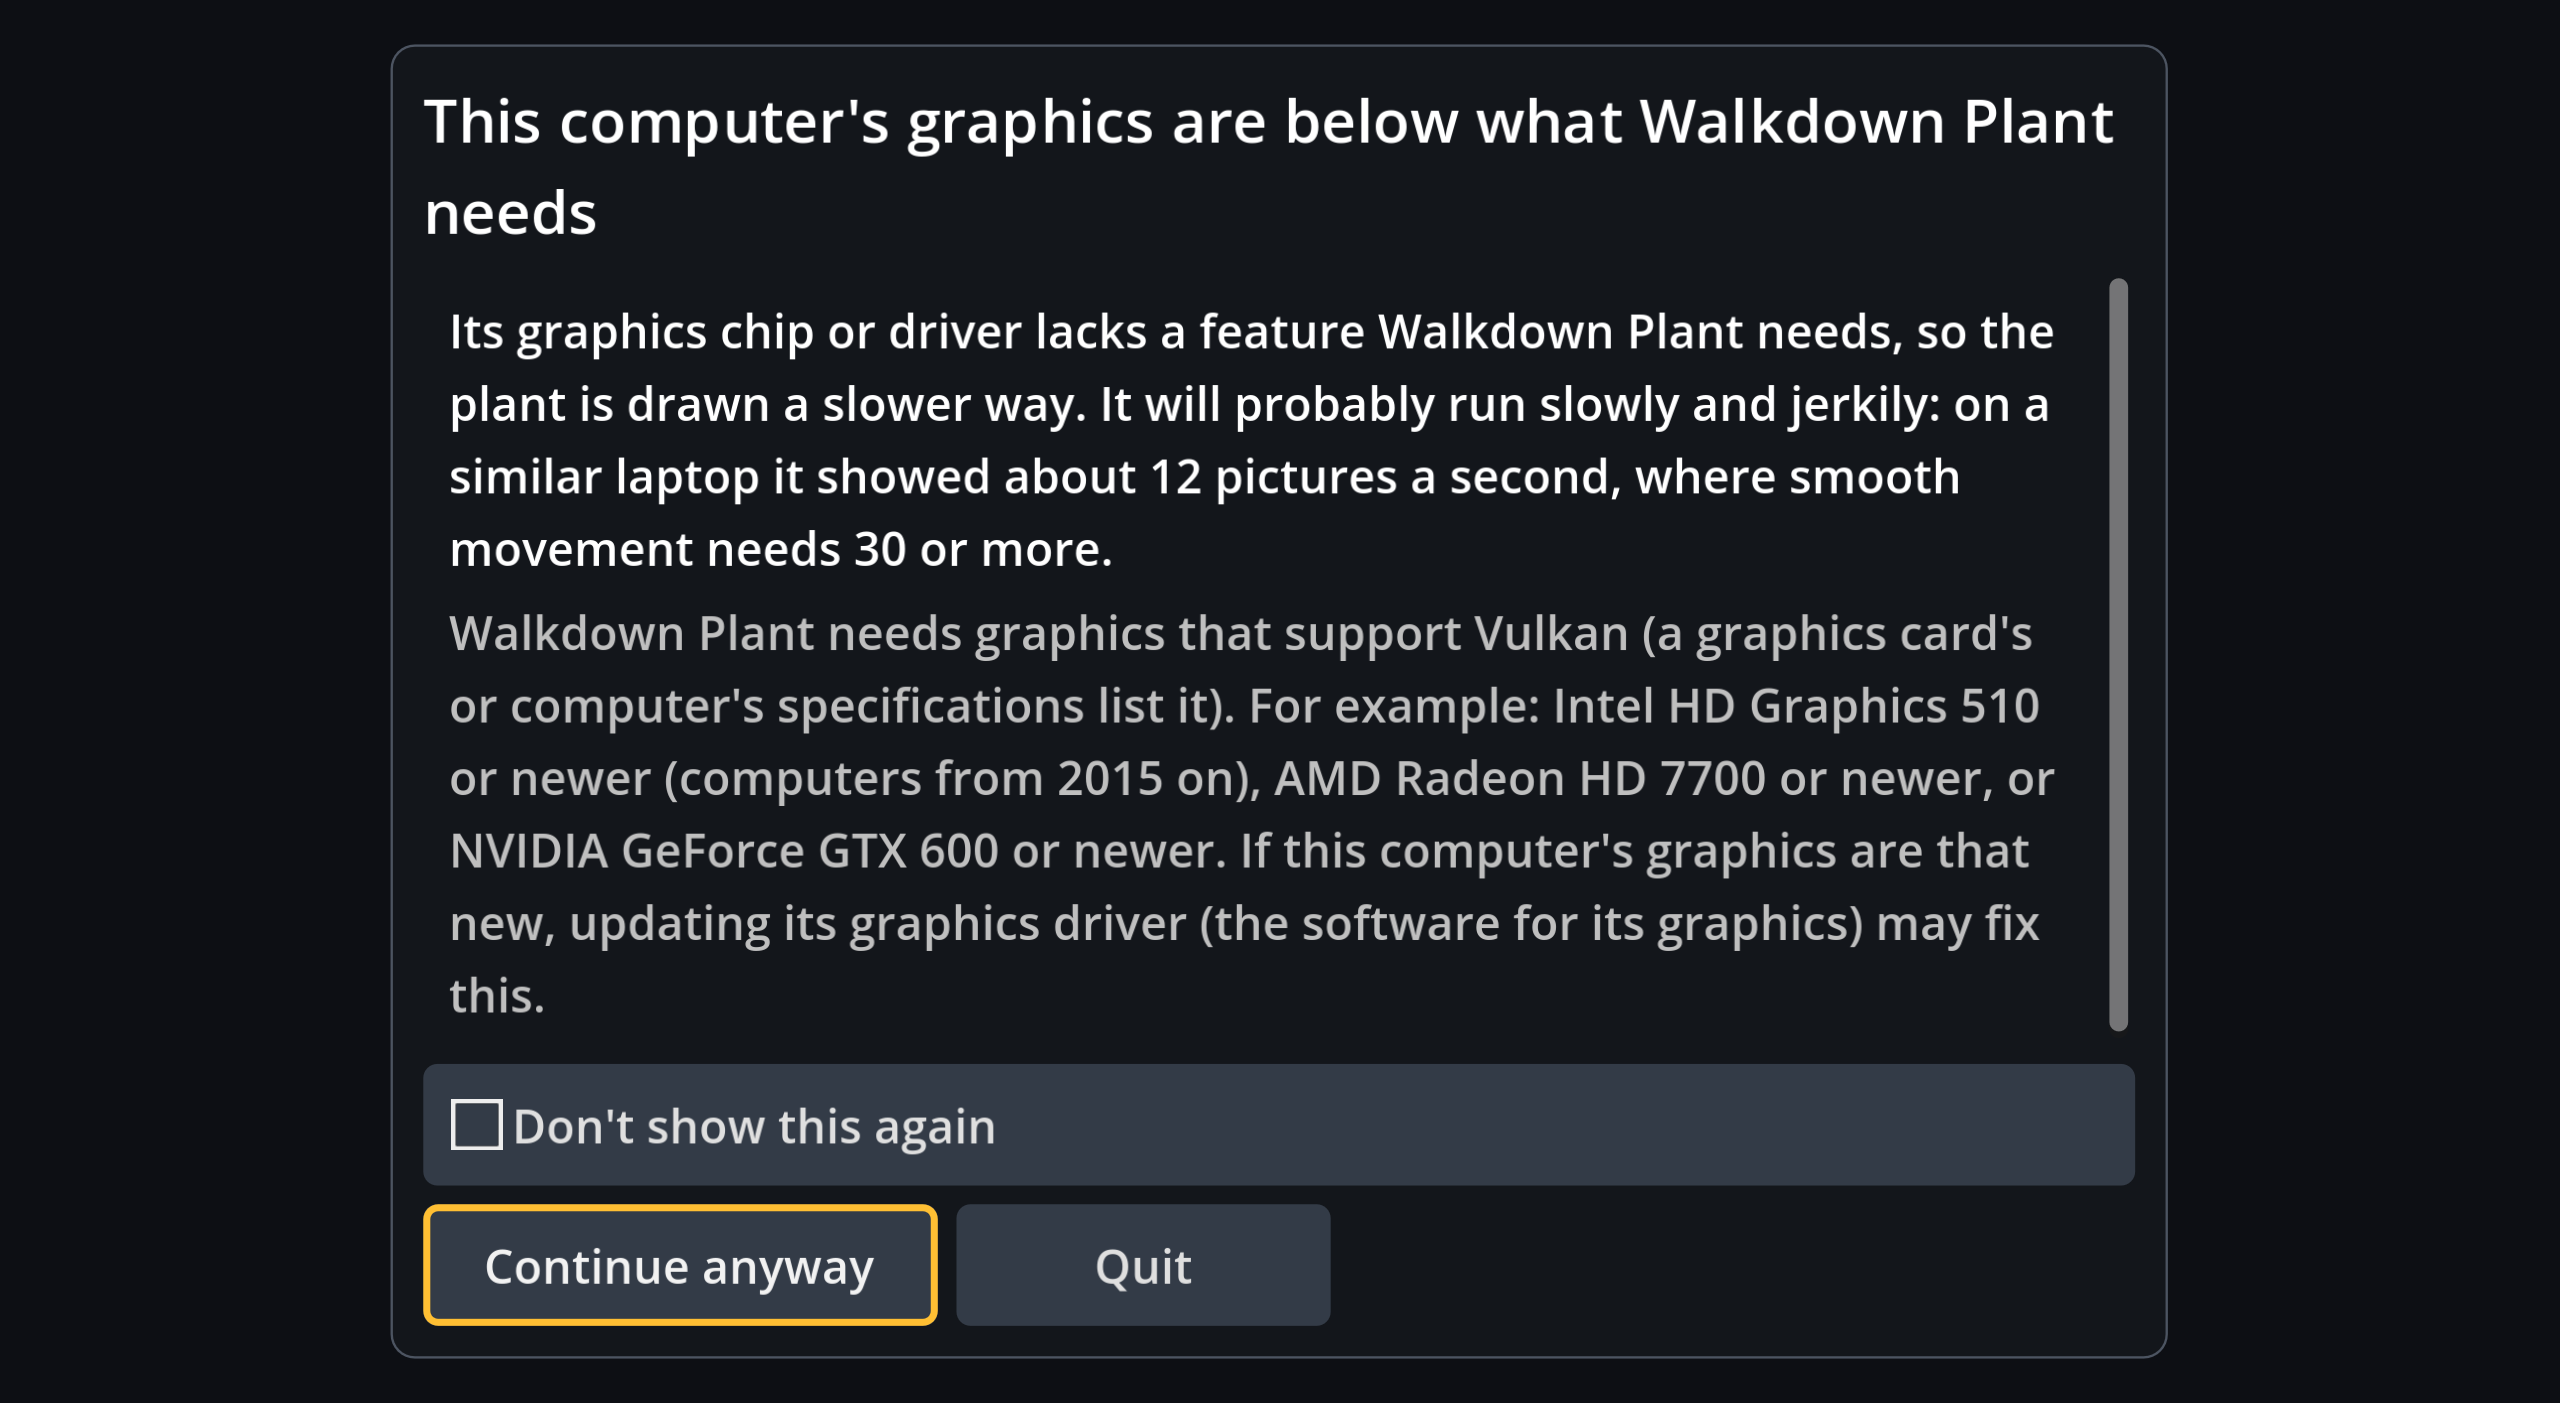 This computer's graphics are below what Walkdown Plant
needs
Its graphics chip or driver lacks a feature Walkdown Plant needs, so the
plant is drawn a slower way. It will probably run slowly and jerkily: on a
similar laptop it showed about 12 pictures a second, where smooth
movement needs 30 or more.
Walkdown Plant needs graphics that support Vulkan (a graphics card's
or computer's specifications list it). For example: Intel HD Graphics 510
or newer (computers from 2015 on), AMD Radeon HD 7700 or newer, or
NVIDIA GeForce GTX 600 or newer. If this computer's graphics are that
new, updating its graphics driver (the software for its graphics) may fix
this.
Don't show this again
Continue anyway
Quit